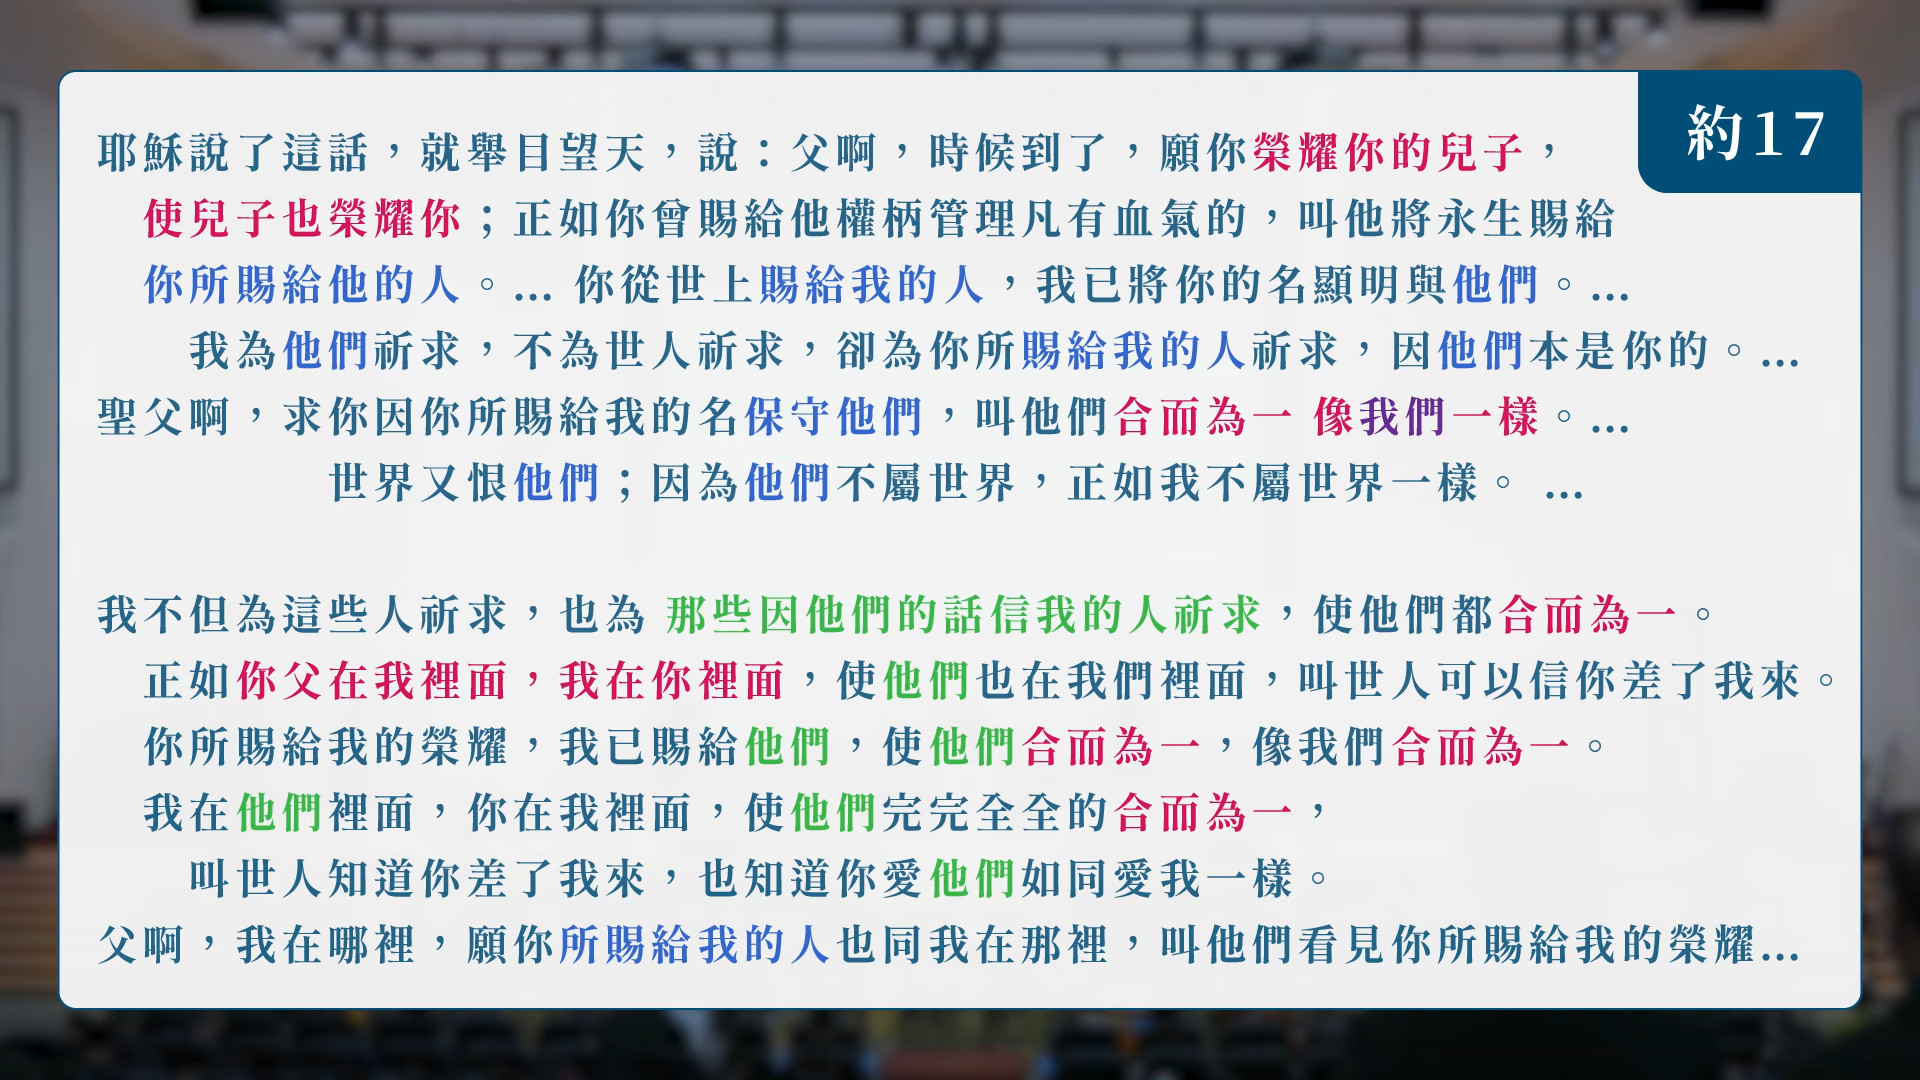 約17
耶穌說了這話，就舉目望天，說：父啊，時候到了，願你榮耀你的兒子，
使兒子也榮耀你；正如你曾賜給他權柄管理凡有血氣的，叫他將永生賜給
你所賜給他的人。... 你從世上賜給我的人，我已將你的名顯明與他們。...
我為他們祈求，不為世人祈求，卻為你所賜給我的人祈求，因他們本是你的。...
聖父啊，求你因你所賜給我的名保守他們，叫他們合而為一 像我們一樣。...
世界又恨他們；因為他們不屬世界，正如我不屬世界一樣。 ...
我不但為這些人祈求，也為 那些因他們的話信我的人祈求，使他們都合而為一。
正如你父在我裡面，我在你裡面，使他們也在我們裡面，叫世人可以信你差了我來。
你所賜給我的榮耀，我已賜給他們，使他們合而為一，像我們合而為一。
我在他們裡面，你在我裡面，使他們完完全全的合而為一，
叫世人知道你差了我來，也知道你愛他們如同愛我一樣。
父啊，我在哪裡，願你所賜給我的人也同我在那裡，叫他們看見你所賜給我的榮耀...